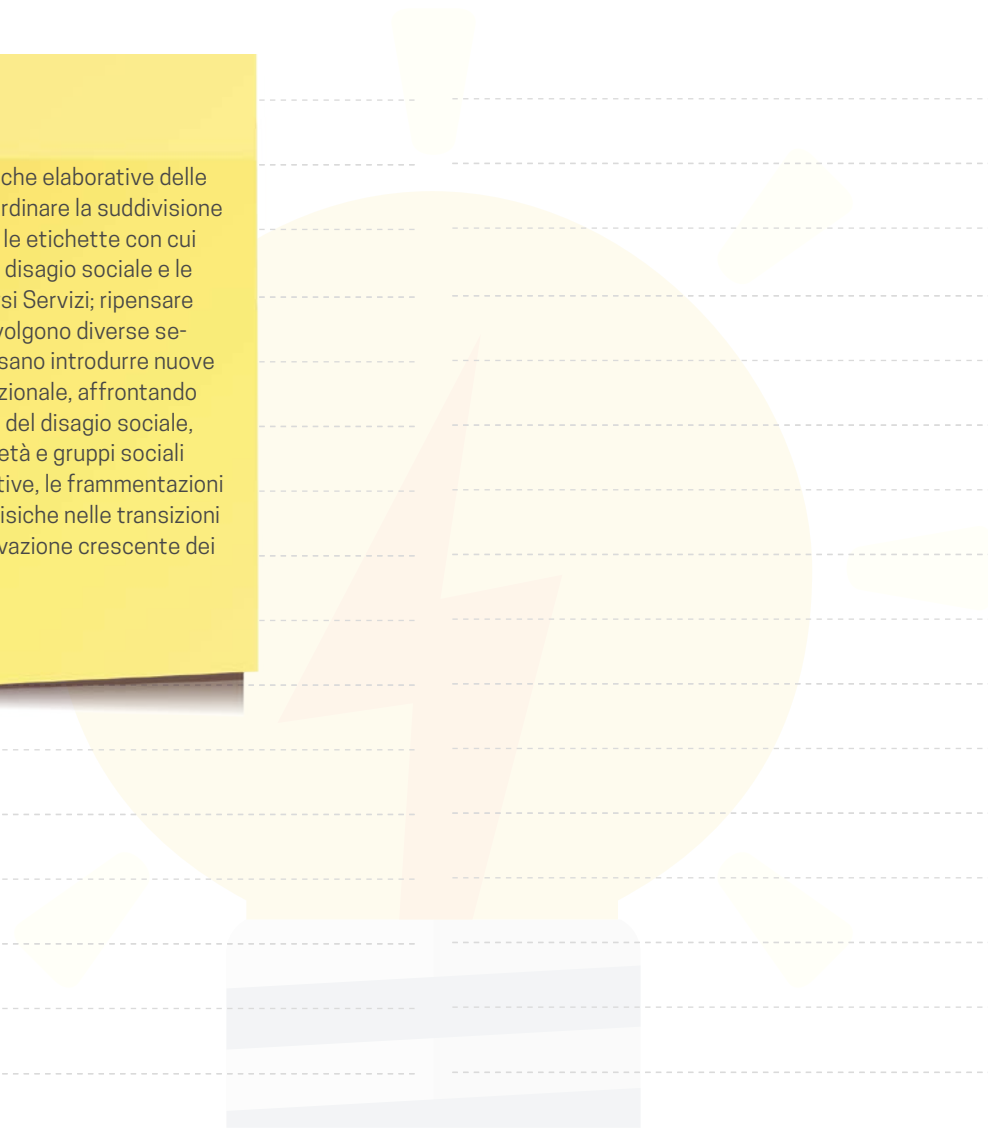 che elaborative delle
rdinare la suddivisione
le etichette con cui
disagio sociale e le
si Servizi; ripensare
volgono diverse se-
sano introdurre nuove
zionale, affrontando
del disagio sociale,
età e gruppi sociali
tive, le frammentazioni
isiche nelle transizioni
vazione crescente dei